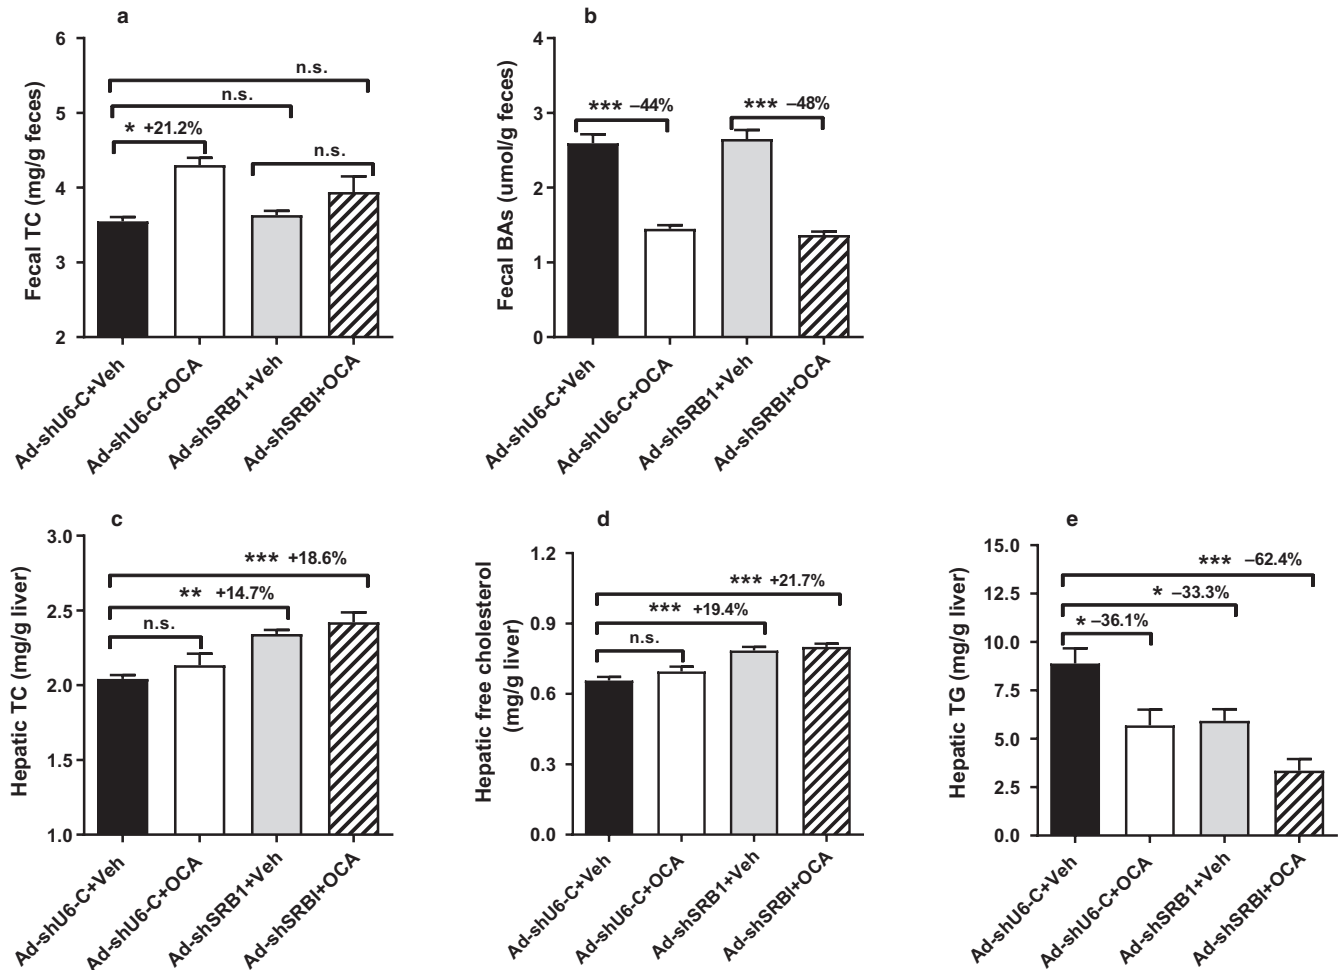 a
Fecal TC (mg/g feces)
6
5
4
3
2
n.s.
n.s.
* +21.2%
n.s.
Ad-shU6-C+Veh
Ad-shU6-C+OCA
Ad-shSRB1+Veh
Ad-shSRBI+OCA
b
Fecal BAs (umol/g feces)
4
3
2
1
0
*** –44%
*** –48%
Ad-shU6-C+Veh
Ad-shU6-C+OCA
Ad-shSRB1+Veh
Ad-shSRBI+OCA
c
Hepatic TC (mg/g liver)
3.0
2.5
2.0
1.5
1.0
*** +18.6%
** +14.7%
n.s.
Ad-shU6-C+Veh
Ad-shU6-C+OCA
Ad-shSRB1+Veh
Ad-shSRBI+OCA
d
Hepatic free cholesterol
(mg/g liver)
1.2
0.9
0.6
0.3
0.0
*** +21.7%
*** +19.4%
n.s.
Ad-shU6-C+Veh
Ad-shU6-C+OCA
Ad-shSRB1+Veh
Ad-shSRBI+OCA
e
Hepatic TG (mg/g liver)
15.0
12.5
10.0
7.5
5.0
2.5
0.0
*** –62.4%
* –33.3%
* –36.1%
Ad-shU6-C+Veh
Ad-shU6-C+OCA
Ad-shSRB1+Veh
Ad-shSRBI+OCA